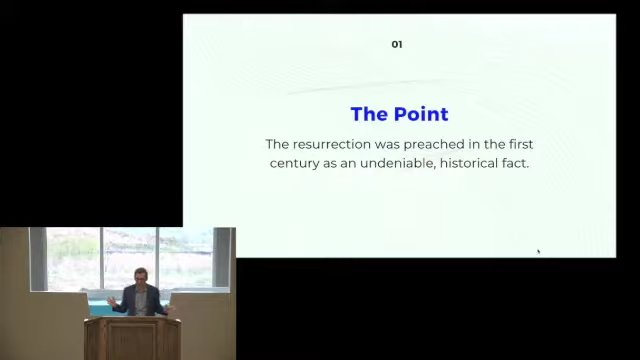 01
The Point
The resurrection was preached in the first
century as an undeniable, historical fact.